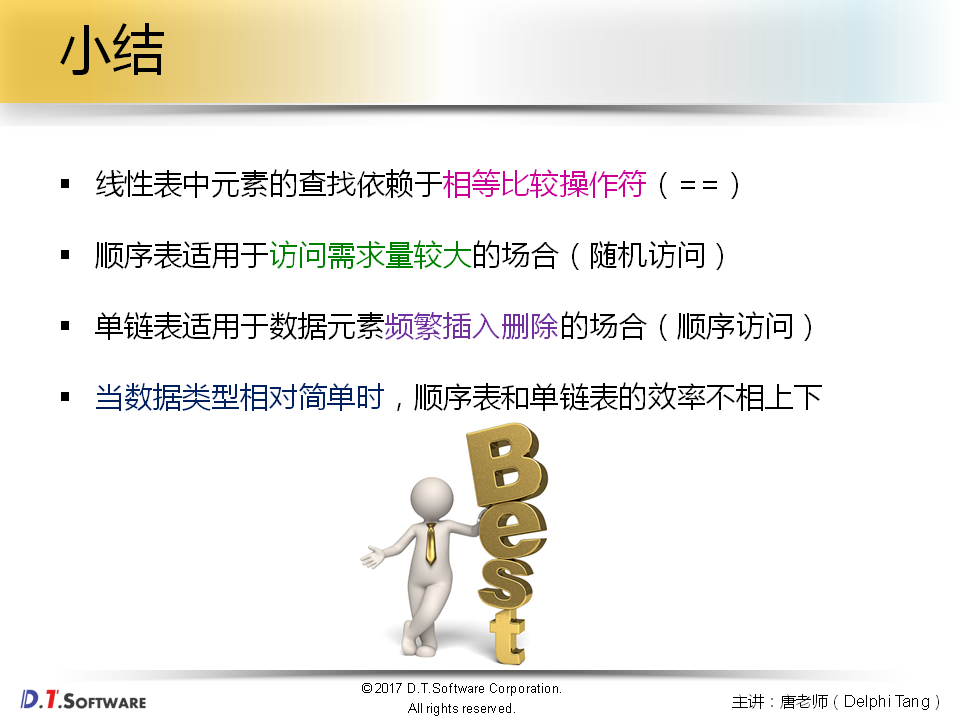 小结
▪ 线性表中元素的查找依赖于相等比较操作符（==）
▪ 顺序表适用于访问需求量较大的场合（随机访问）
▪ 单链表适用于数据元素频繁插入删除的场合（顺序访问）
▪ 当数据类型相对简单时，顺序表和单链表的效率不相上下
Best
D.T.SOFTWARE
©2017 D.T.Software Corporation.
All rights reserved.
主讲：唐老师（Delphi Tang）